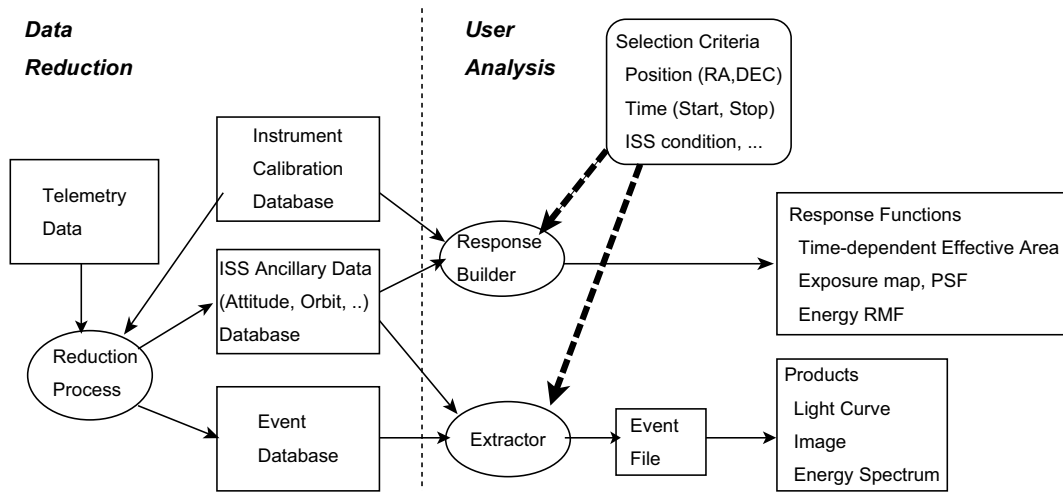 Data
Reduction
User
Analysis
Selection Criteria
Position (RA,DEC)
Time (Start, Stop)
ISS condition, ...
Instrument
Calibration
Database
Telemetry
Data
ISS Ancillary Data
(Attitude, Orbit, ..)
Database
Reduction
Process
Event
Database
Response
Builder
Extractor
Event
File
Response Functions
Time-dependent Effective Area
Exposure map, PSF
Energy RMF
Products
Light Curve
Image
Energy Spectrum